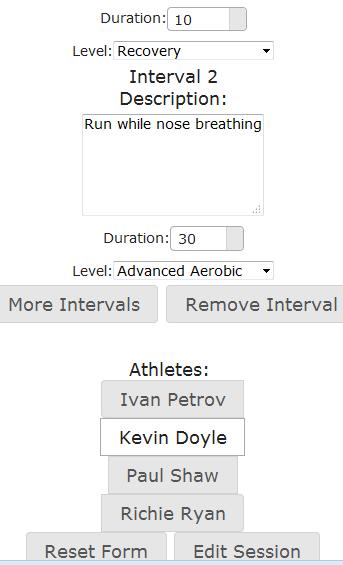 Duration: 10
Level: Recovery
Interval 2
Description:
Run while nose breathing
Duration: 30
Level: Advanced Aerobic
More Intervals Remove Interval
Athletes:
Ivan Petrov
Kevin Doyle
Paul Shaw
Richie Ryan
Reset Form Edit Session